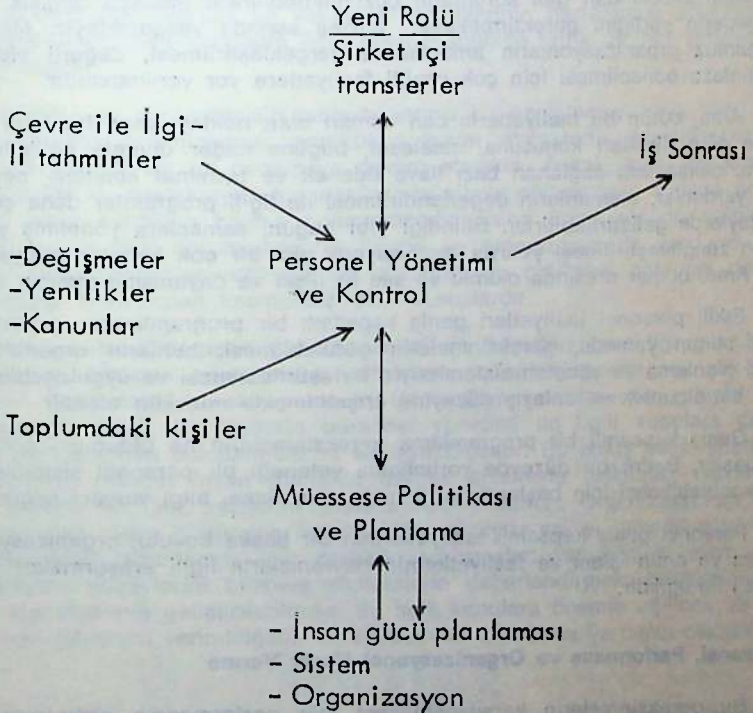 Yeni Rolü
Şirket içi
transferler
Çevre ile İlgi-
li tahminler
İş Sonrası
-Değişmeler
-Yenilikler
-Kanunlar
Personel Yönetimi
ve Kontrol
Toplumdaki kişiler
Müessese Politikası
ve Planlama
- İnsan gücü planlaması
- Sistem
- Organizasyon